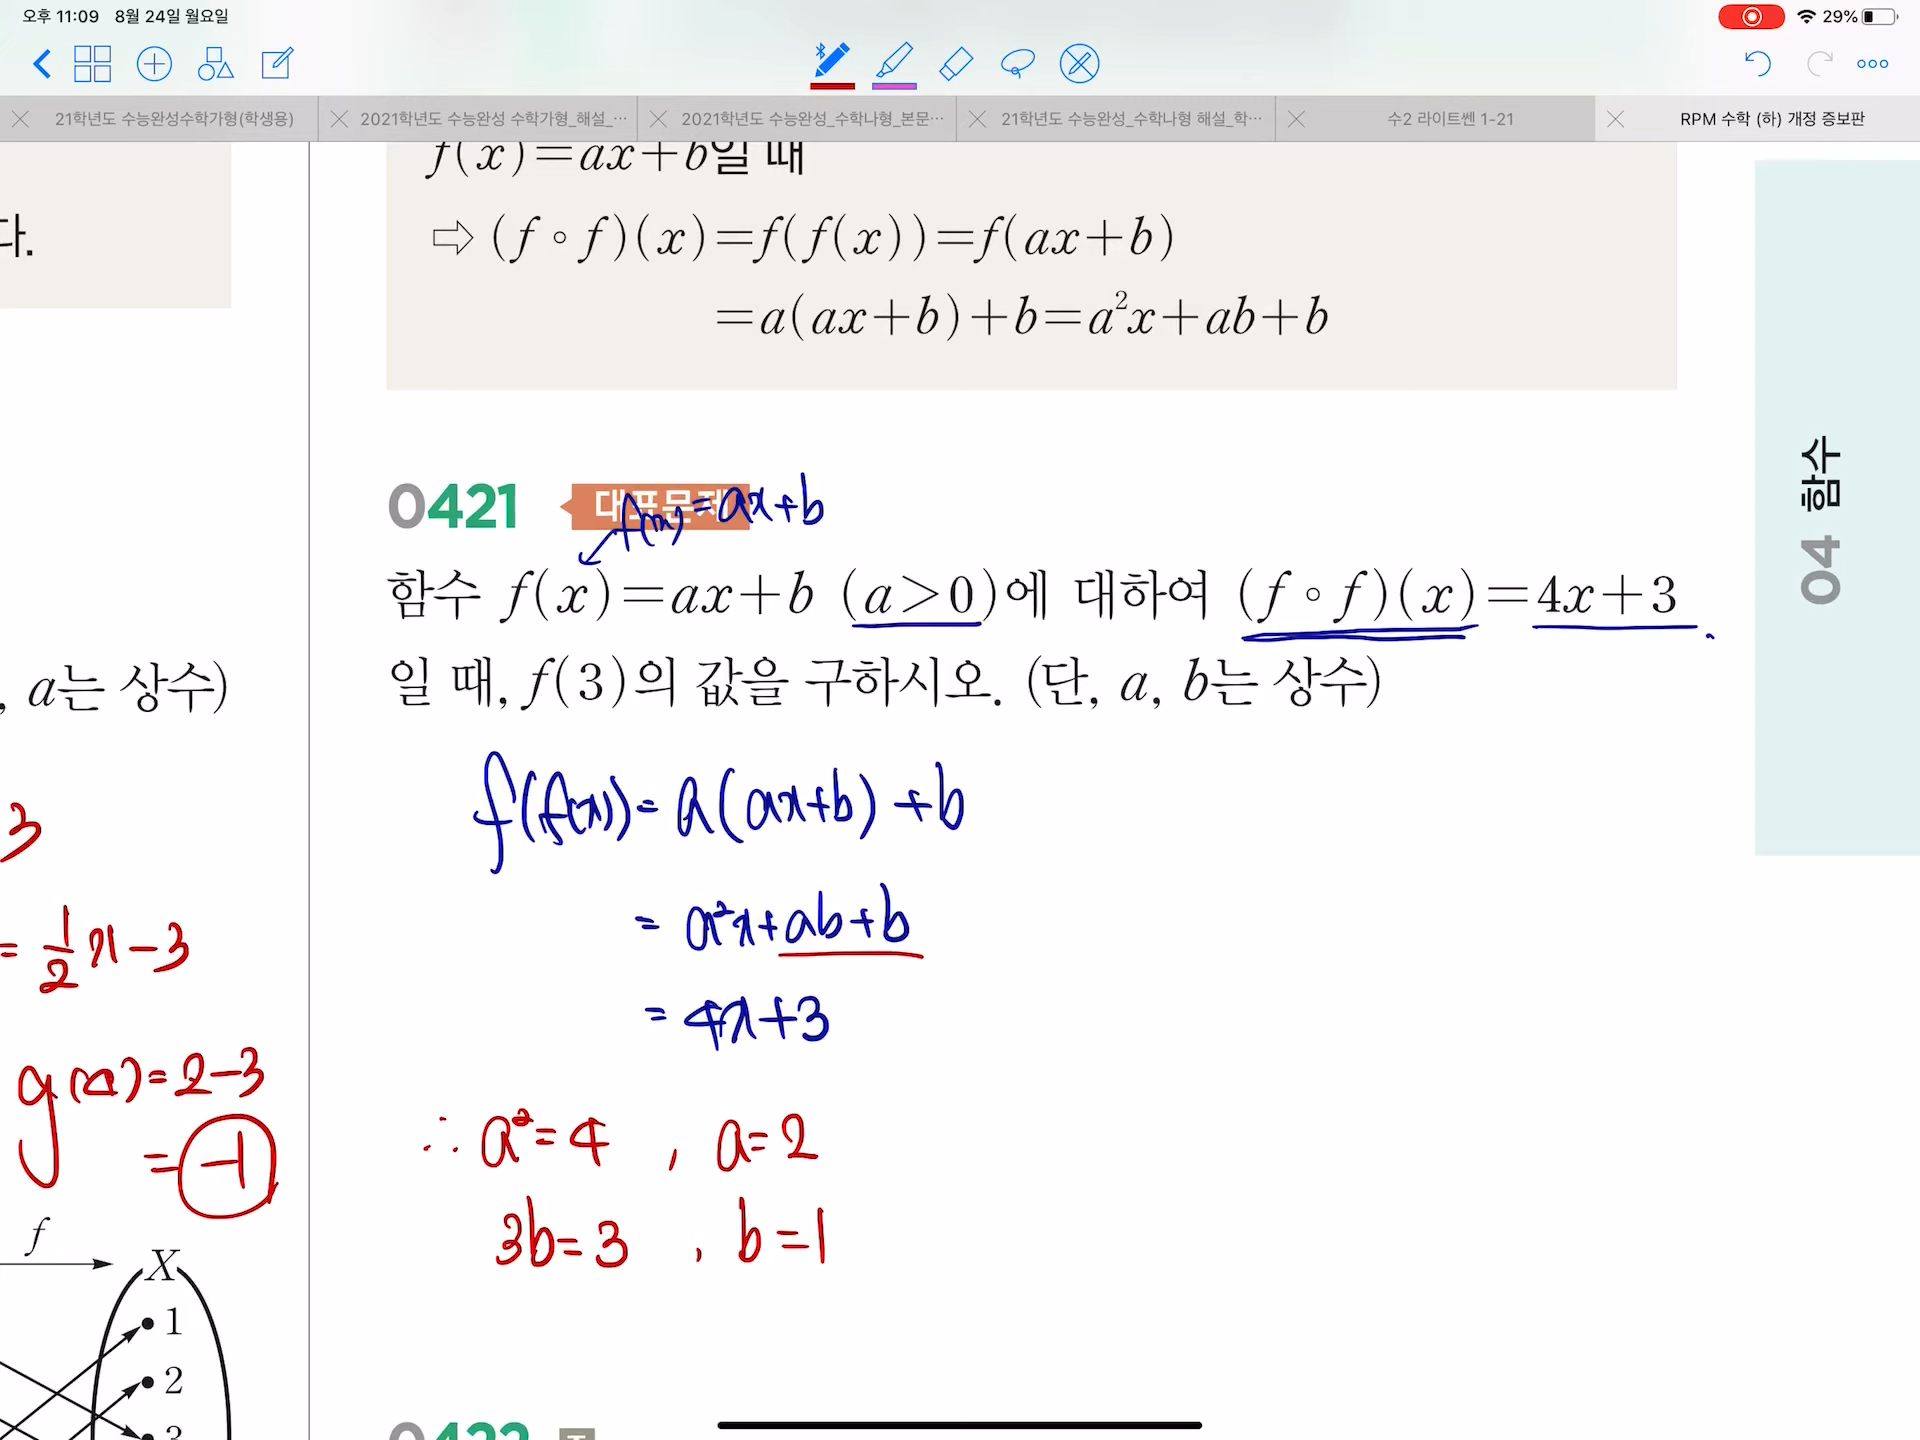 오후 11:09 8월 24일 월요일
29%
21학년도 수능완성수학가형(학생용)
2021학년도 수능완성 수학가형_해설_…
2021학년도 수능완성_수학나형_본문…
21학년도 수능완성_수학나형 해설_학…
수2 라이트쎈 1-21
RPM 수학 (하) 개정 증보판
f(x)=ax+b일 때
⇨ (f∘f)(x)=f(f(x))=f(ax+b)
=a(ax+b)+b=a²x+ab+b
다.
04 함수
0421 대표문제
f(x)=ax+b
함수 f(x)=ax+b (a>0)에 대하여 (f∘f)(x)=4x+3
일 때, f(3)의 값을 구하시오. (단, a, b는 상수)
, a는 상수)
f(f(x))= a(ax+b)+b
= a²x+ab+b
= 4x+3
∴ a²=4 , a=2
3b=3 , b=1
3
= 1/2 x-3
=2-3
= -1
f
X
1
2
3
0422